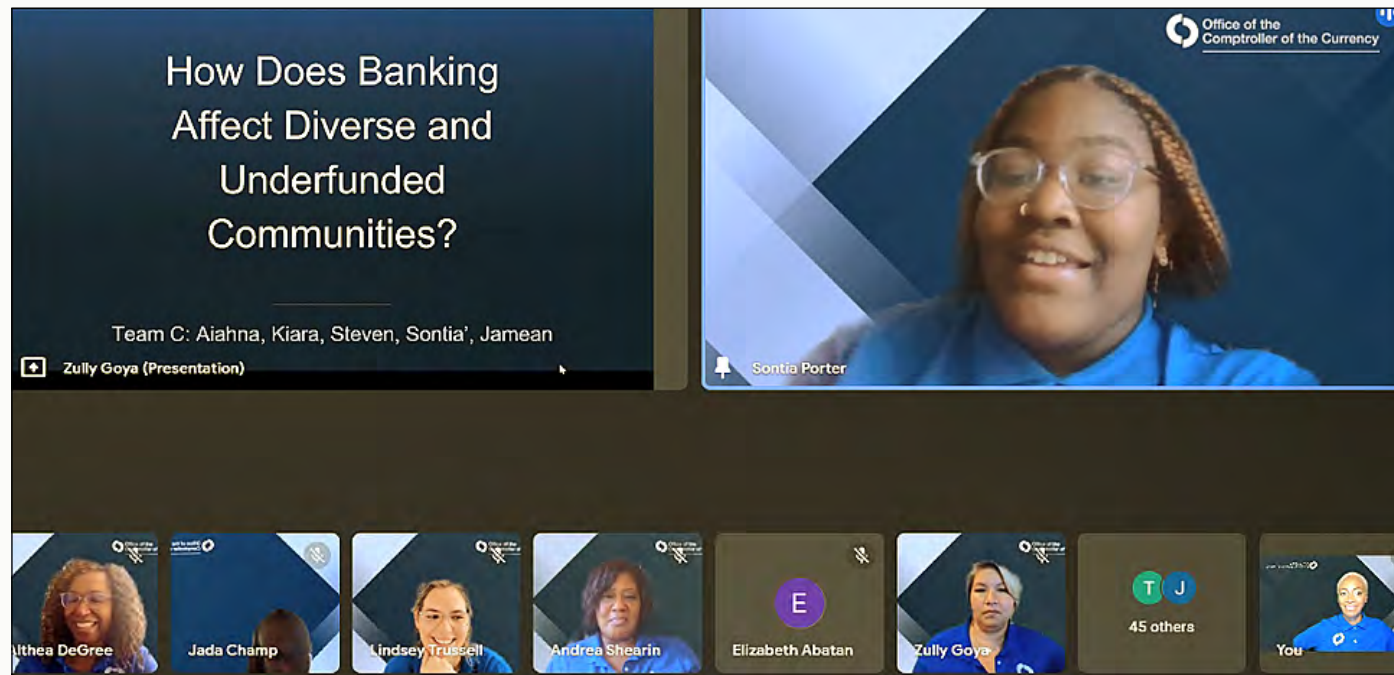 How Does Banking
Affect Diverse and
Underfunded
Communities?
Team C: Aiahna, Kiara, Steven, Sontia', Jamean
Zully Goya (Presentation)
Office of the
Comptroller of the Currency
Sontia Porter
lthea DeGree
Jada Champ
Lindsey Trussell
Andrea Shearin
E
Elizabeth Abatan
Zully Goya
T J
45 others
You